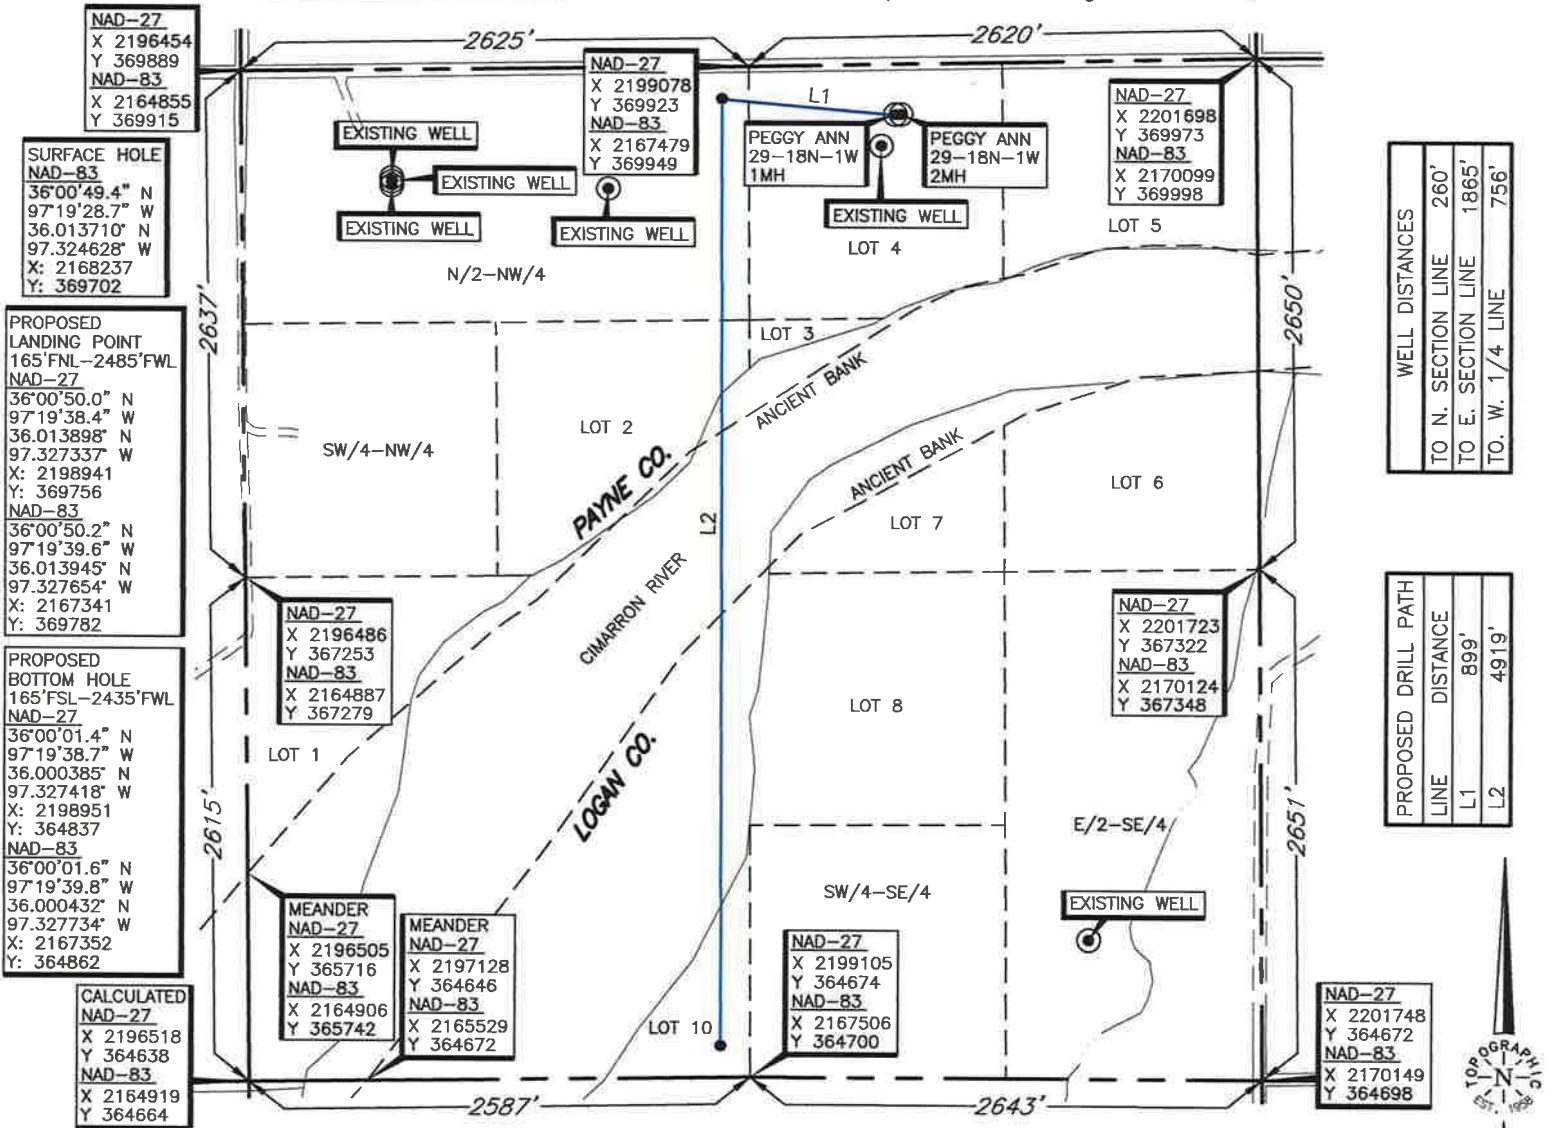 NAD-27
X 2196454
Y 369889
NAD-83
X 2164855
Y 369915
SURFACE HOLE
NAD-83
36°00'49.4" N
97°19'28.7" W
36.013710° N
97.324628° W
X: 2168237
Y: 369702
PROPOSED
LANDING POINT
165'FNL-2485'FWL
NAD-27
36°00'50.0" N
97°19'38.4" W
36.013898° N
97.327337° W
X: 2198941
Y: 369756
NAD-83
36°00'50.2" N
97°19'39.6" W
36.013945° N
97.327654° W
X: 2167341
Y: 369782
PROPOSED
BOTTOM HOLE
165'FSL-2435'FWL
NAD-27
36°00'01.4" N
97°19'38.7" W
36.000385° N
97.327418° W
X: 2198951
Y: 364837
NAD-83
36°00'01.6" N
97°19'39.8" W
36.000432° N
97.327734° W
X: 2167352
Y: 364862
CALCULATED
NAD-27
X 2196518
Y 364638
NAD-83
X 2164919
Y 364664
2625'
2620'
2637'
2615'
2650'
2651'
2587'
2643'
NAD-27
X 2199078
Y 369923
NAD-83
X 2167479
Y 369949
L1
PEGGY ANN
29-18N-1W
1MH
PEGGY ANN
29-18N-1W
2MH
NAD-27
X 2201698
Y 369973
NAD-83
X 2170099
Y 369998
EXISTING WELL
EXISTING WELL
EXISTING WELL
EXISTING WELL
EXISTING WELL
N/2-NW/4
LOT 4
LOT 5
LOT 3
ANCIENT BANK
SW/4-NW/4
LOT 2
PAYNE CO.
L2
ANCIENT BANK
LOT 6
LOT 7
CIMARRON RIVER
NAD-27
X 2196486
Y 367253
NAD-83
X 2164887
Y 367279
NAD-27
X 2201723
Y 367322
NAD-83
X 2170124
Y 367348
LOT 1
LOGAN CO.
LOT 8
E/2-SE/4
SW/4-SE/4
EXISTING WELL
MEANDER
NAD-27
X 2196505
Y 365716
NAD-83
X 2164906
Y 365742
MEANDER
NAD-27
X 2197128
Y 364646
NAD-83
X 2165529
Y 364672
LOT 10
NAD-27
X 2199105
Y 364674
NAD-83
X 2167506
Y 364700
NAD-27
X 2201748
Y 364672
NAD-83
X 2170149
Y 364698
WELL DISTANCES
TO N. SECTION LINE 260'
TO E. SECTION LINE 1865'
TO. W. 1/4 LINE 756'
PROPOSED DRILL PATH
LINE DISTANCE
L1 899'
L2 4919'
TOPOGRAPHIC
N
EST. 1958